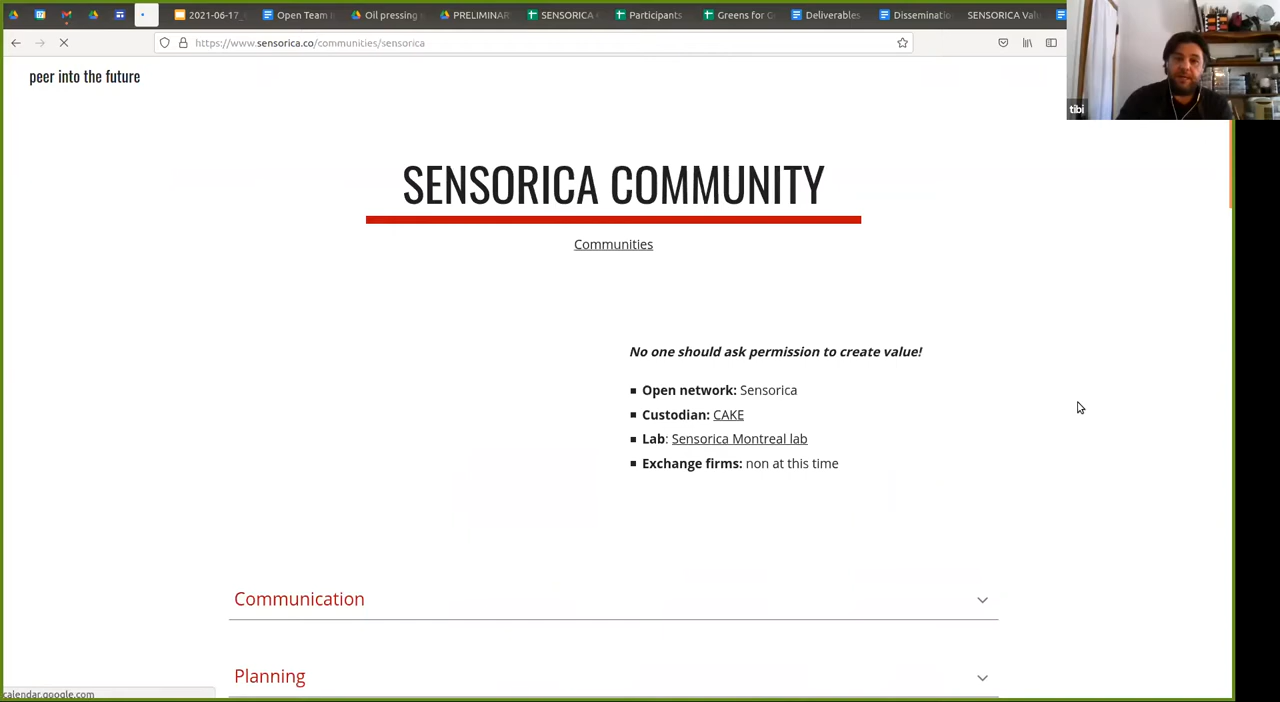 2021-06-17_
Open Team
Oil pressing
PRELIMINAR
SENSORICA
Participants
Greens for G
Deliverables
Disseminatio
SENSORICA Valu
https://www.sensorica.co/communities/sensorica
tibi
peer into the future
SENSORICA COMMUNITY
Communities
No one should ask permission to create value!
Open network: Sensorica
Custodian: CAKE
Lab: Sensorica Montreal lab
Exchange firms: non at this time
Communication
Planning
calendar.google.com